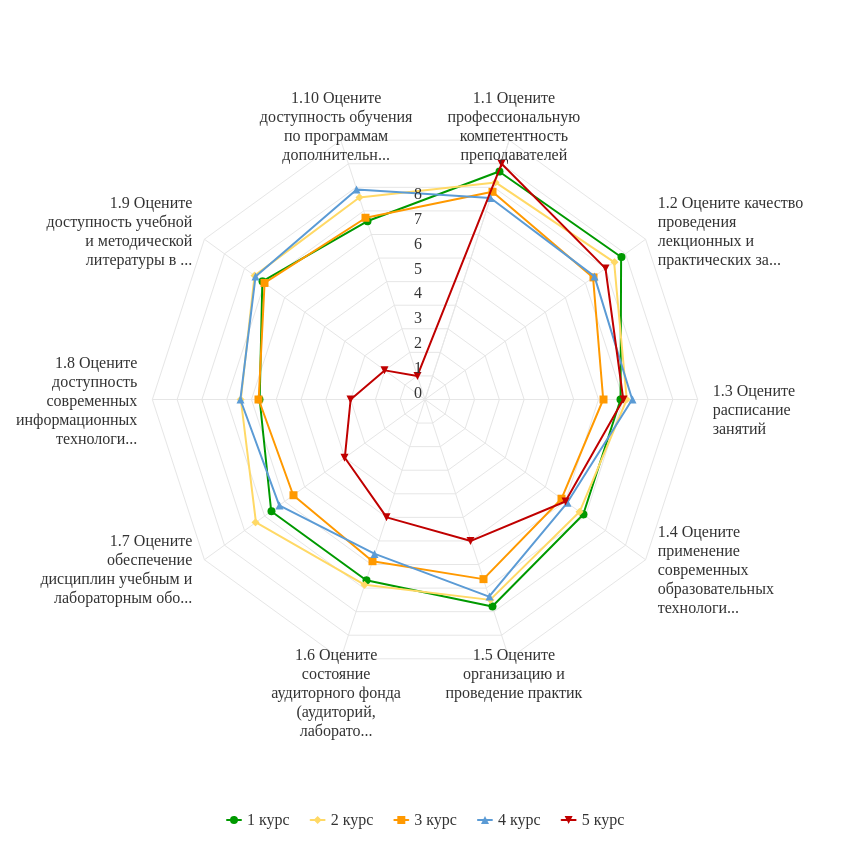 1.10 Оцените
доступность обучения
по программам
дополнительн...
1.1 Оцените
профессиональную
компетентность
преподавателей
1.9 Оцените
доступность учебной
и методической
литературы в ...
1.2 Оцените качество
проведения
лекционных и
практических за...
8
7
6
5
4
3
2
1
0
1.8 Оцените
доступность
современных
информационных
технологи...
1.3 Оцените
расписание
занятий
1.7 Оцените
обеспечение
дисциплин учебным и
лабораторным обо...
1.4 Оцените
применение
современных
образовательных
технологи...
1.6 Оцените
состояние
аудиторного фонда
(аудиторий,
лаборато...
1.5 Оцените
организацию и
проведение практик
1 курс 2 курс 3 курс 4 курс 5 курс